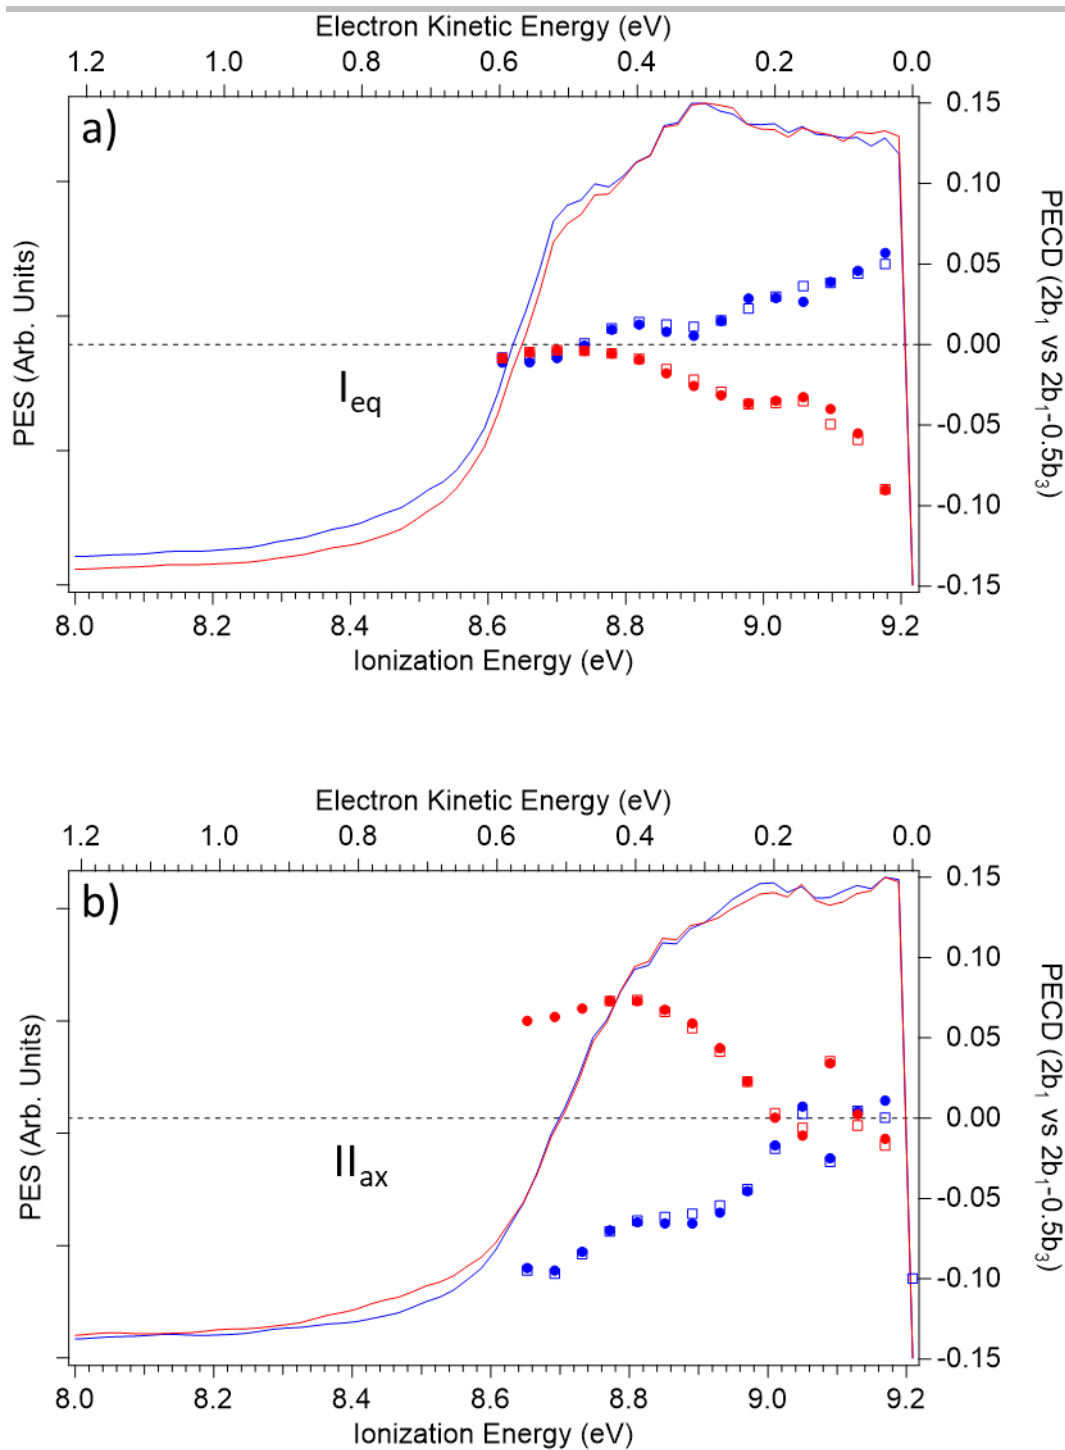 Electron Kinetic Energy (eV)
1.2 1.0 0.8 0.6 0.4 0.2 0.0
a)
PES (Arb. Units)
I_eq
0.15
0.10
0.05
0.00
-0.05
-0.10
-0.15
PECD (2b₁ vs 2b₁-0.5b₃)
8.0 8.2 8.4 8.6 8.8 9.0 9.2
Ionization Energy (eV)
Electron Kinetic Energy (eV)
1.2 1.0 0.8 0.6 0.4 0.2 0.0
b)
PES (Arb. Units)
II_ax
0.15
0.10
0.05
0.00
-0.05
-0.10
-0.15
PECD (2b₁ vs 2b₁-0.5b₃)
8.0 8.2 8.4 8.6 8.8 9.0 9.2
Ionization Energy (eV)